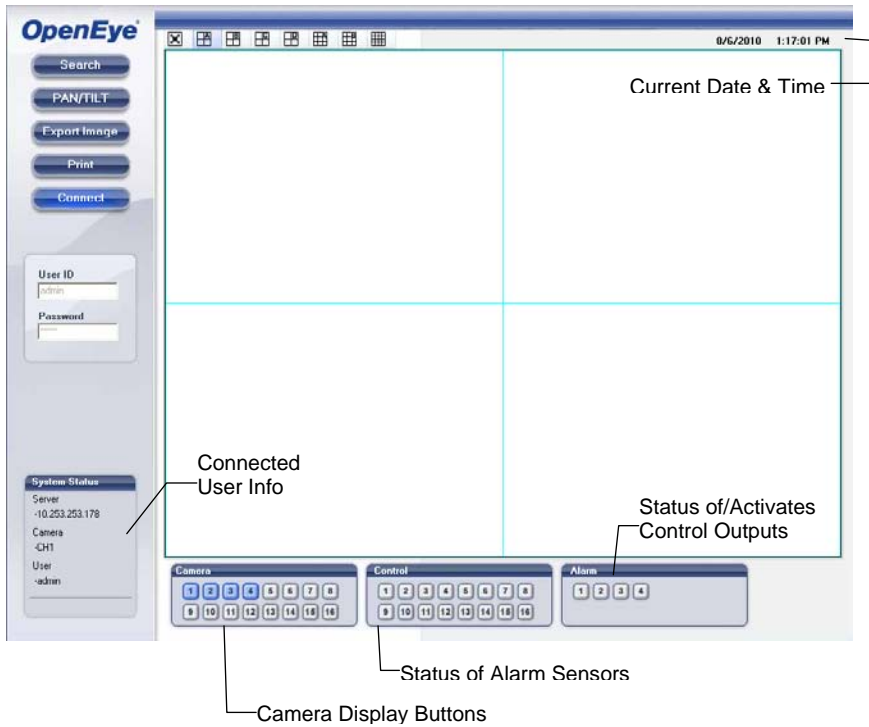 OpenEye
8/6/2010 1:17:01 PM
Search
PAN/TILT
Export Image
Print
Connect
Current Date & Time
User ID
admin
Password
Connected
User Info
Status of/Activates
Control Outputs
System Status
Server
-10.253.253.178
Camera
-CH1
User
-admin
Camera
1 2 3 4 5 6 7 8
9 10 11 12 13 14 15 16
Control
1 2 3 4 5 6 7 8
9 10 11 12 13 14 15 16
Alarm
1 2 3 4
Status of Alarm Sensors
Camera Display Buttons